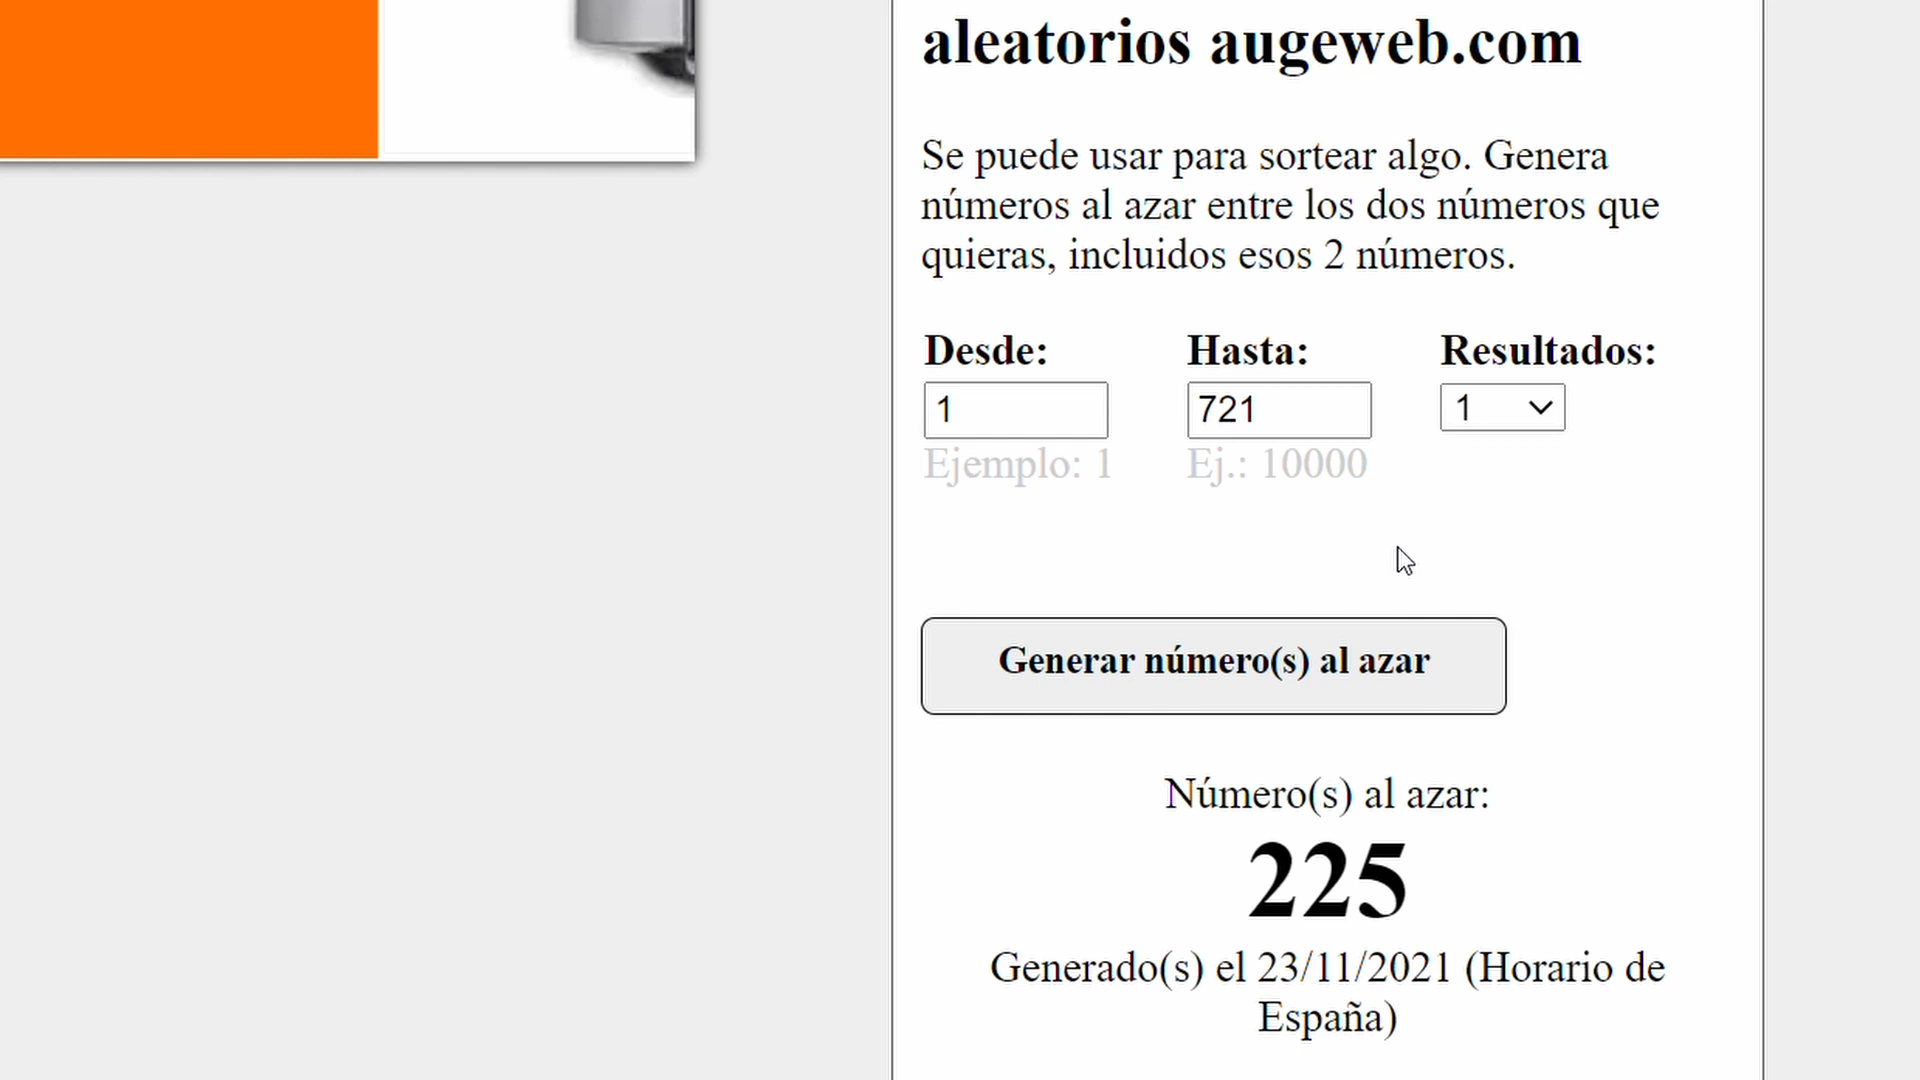 aleatorios augeweb.com
Se puede usar para sortear algo. Genera
números al azar entre los dos números que
quieras, incluidos esos 2 números.
Desde: Hasta: Resultados:
1 721 1
Ejemplo: 1 Ej.: 10000
Generar número(s) al azar
Número(s) al azar:
225
Generado(s) el 23/11/2021 (Horario de
España)